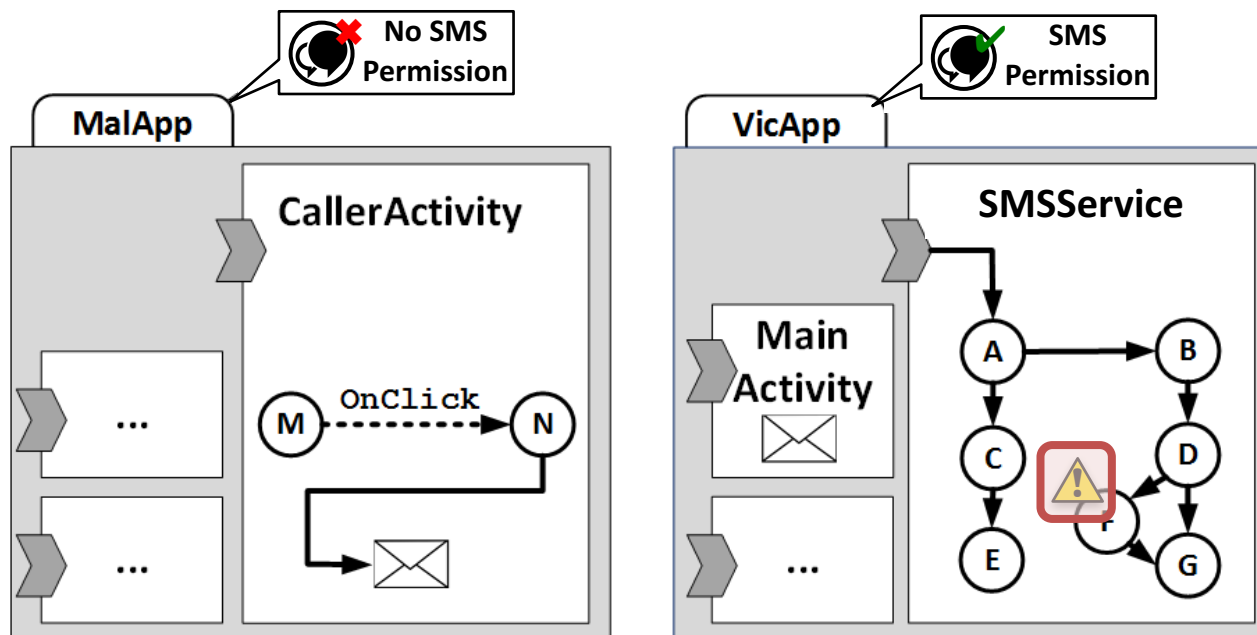 No SMS
Permission
MalApp
CallerActivity
...
M
OnClick
N
...
SMS
Permission
VicApp
SMSService
Main
Activity
...
A
B
C
D
F
E
G